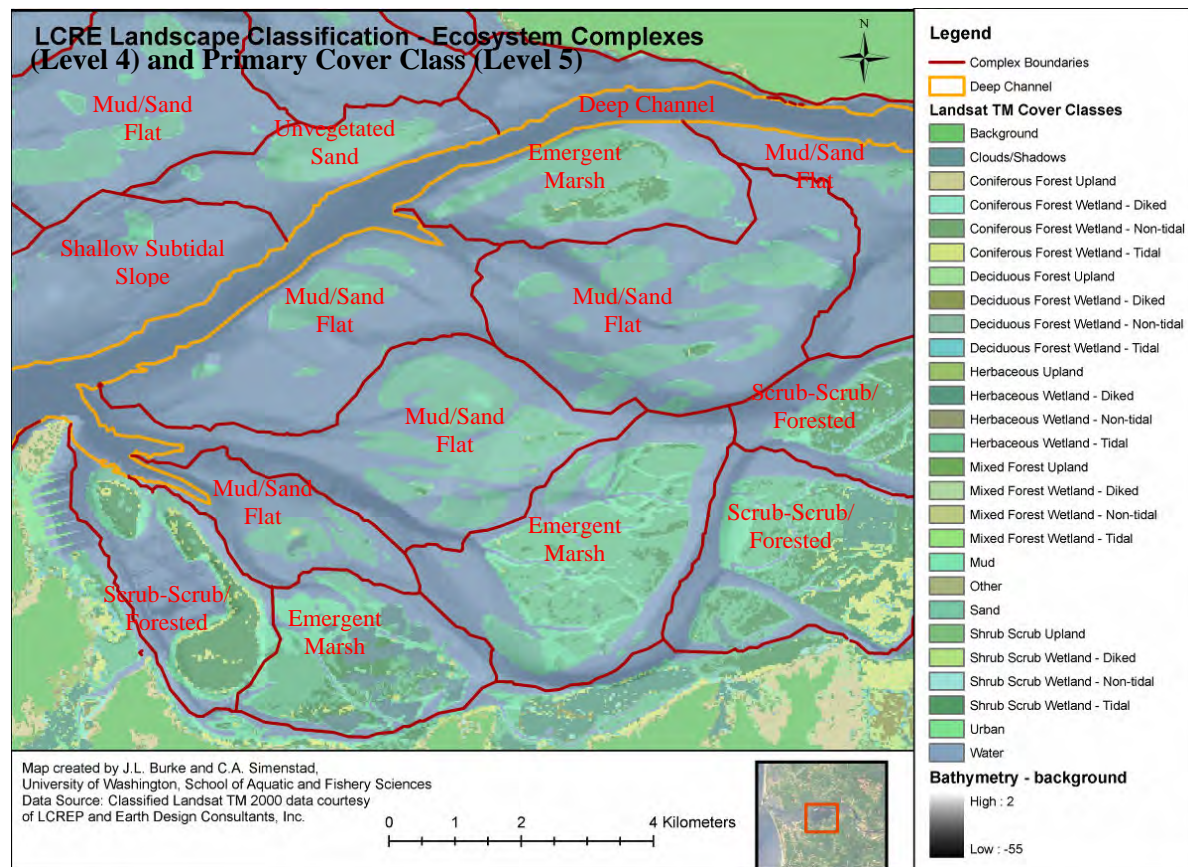 LCRE Landscape Classification - Ecosystem Complexes
(Level 4) and Primary Cover Class (Level 5)
N
Mud/Sand
Flat
Unvegetated
Sand
Deep Channel
Emergent
Marsh
Mud/Sand
Flat
Shallow Subtidal
Slope
Mud/Sand
Flat
Mud/Sand
Flat
Mud/Sand
Flat
Scrub-Scrub/
Forested
Mud/Sand
Flat
Emergent
Marsh
Scrub-Scrub/
Forested
Scrub-Scrub/
Forested
Emergent
Marsh
Map created by J.L. Burke and C.A. Simenstad,
University of Washington, School of Aquatic and Fishery Sciences
Data Source: Classified Landsat TM 2000 data courtesy
of LCREP and Earth Design Consultants, Inc.
0 1 2 4 Kilometers
Legend
Complex Boundaries
Deep Channel
Landsat TM Cover Classes
Background
Clouds/Shadows
Coniferous Forest Upland
Coniferous Forest Wetland - Diked
Coniferous Forest Wetland - Non-tidal
Coniferous Forest Wetland - Tidal
Deciduous Forest Upland
Deciduous Forest Wetland - Diked
Deciduous Forest Wetland - Non-tidal
Deciduous Forest Wetland - Tidal
Herbaceous Upland
Herbaceous Wetland - Diked
Herbaceous Wetland - Non-tidal
Herbaceous Wetland - Tidal
Mixed Forest Upland
Mixed Forest Wetland - Diked
Mixed Forest Wetland - Non-tidal
Mixed Forest Wetland - Tidal
Mud
Other
Sand
Shrub Scrub Upland
Shrub Scrub Wetland - Diked
Shrub Scrub Wetland - Non-tidal
Shrub Scrub Wetland - Tidal
Urban
Water
Bathymetry - background
High : 2
Low : -55